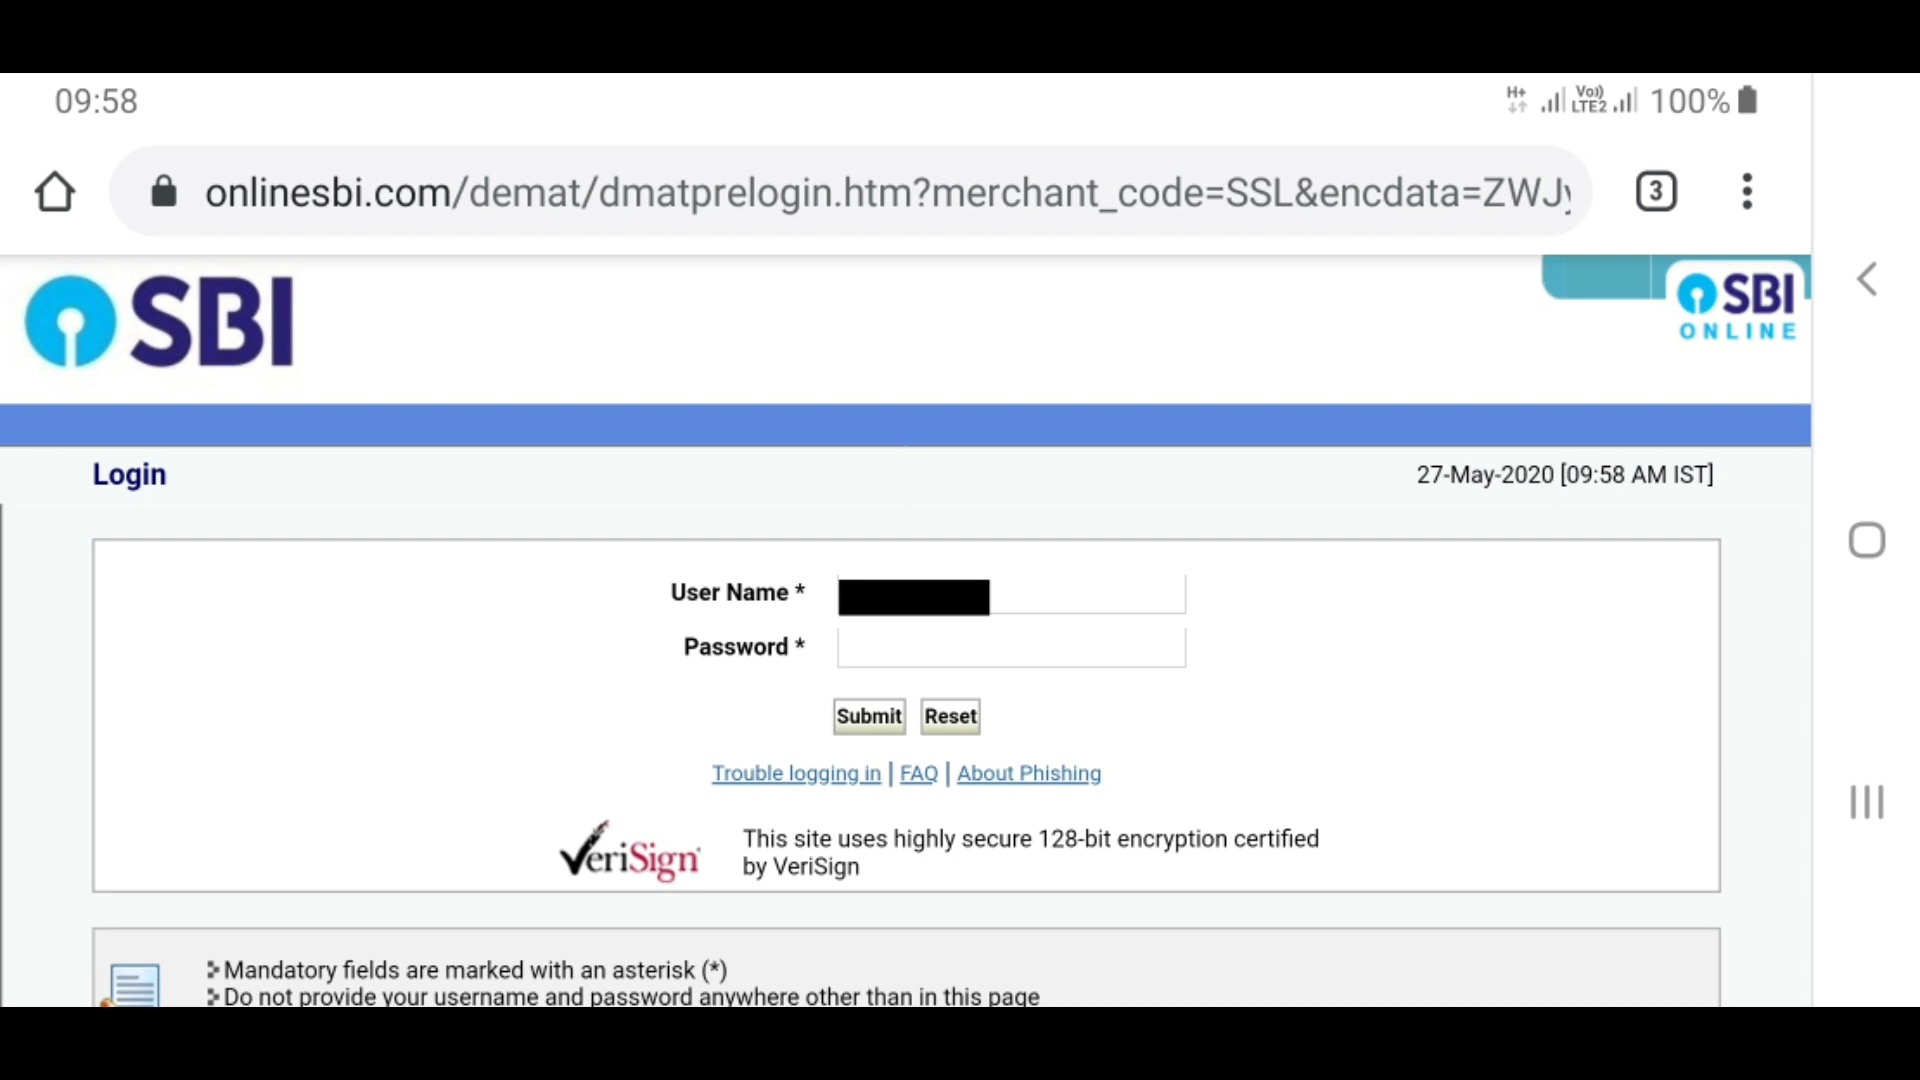 09:58
H+ Vo)) LTE2 100%
onlinesbi.com/demat/dmatprelogin.htm?merchant_code=SSL&encdata=ZWJy
3
SBI
SBI
ONLINE
Login
27-May-2020 [09:58 AM IST]
User Name *
Password *
Submit Reset
Trouble logging in | FAQ | About Phishing
VeriSign
This site uses highly secure 128-bit encryption certified
by VeriSign
Mandatory fields are marked with an asterisk (*)
Do not provide your username and password anywhere other than in this page